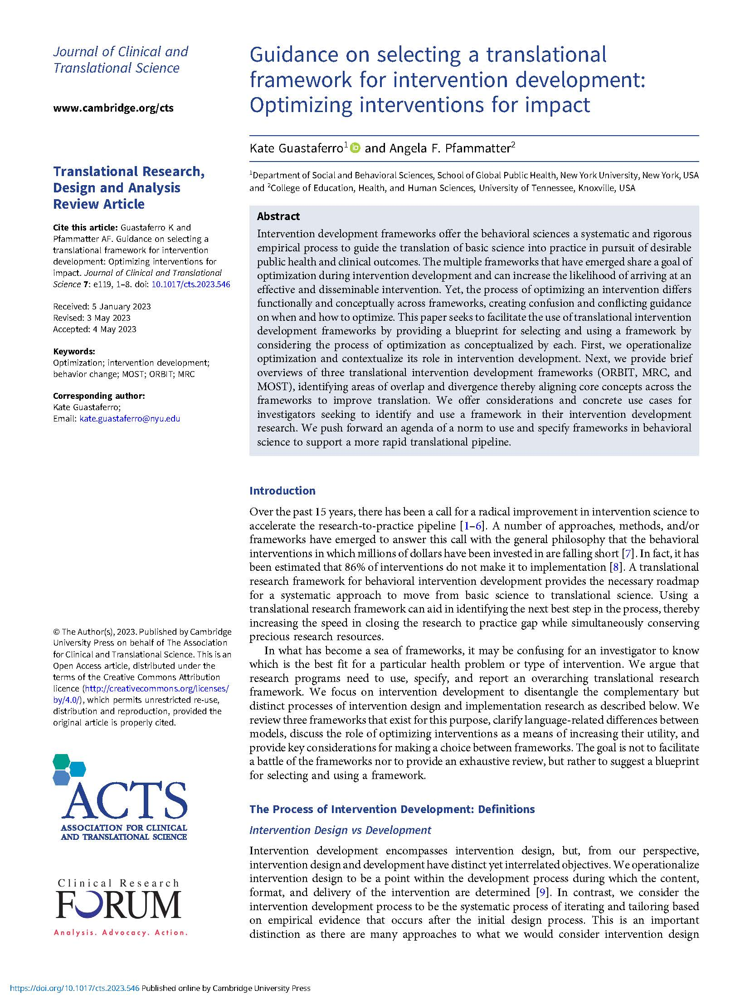 Journal of Clinical and
Translational Science
www.cambridge.org/cts
Translational Research,
Design and Analysis
Review Article
Cite this article: Guastaferro K and
Pfammatter AF. Guidance on selecting a
translational framework for intervention
development: Optimizing interventions for
impact. Journal of Clinical and Translational
Science 7: e119, 1–8. doi: 10.1017/cts.2023.546
Received: 5 January 2023
Revised: 3 May 2023
Accepted: 4 May 2023
Keywords:
Optimization; intervention development;
behavior change; MOST; ORBIT; MRC
Corresponding author:
Kate Guastaferro;
Email: kate.guastaferro@nyu.edu
© The Author(s), 2023. Published by Cambridge
University Press on behalf of The Association
for Clinical and Translational Science. This is an
Open Access article, distributed under the
terms of the Creative Commons Attribution
licence (http://creativecommons.org/licenses/
by/4.0/), which permits unrestricted re-use,
distribution and reproduction, provided the
original article is properly cited.
ACTS
ASSOCIATION FOR CLINICAL
AND TRANSLATIONAL SCIENCE
Clinical Research
FORUM
Analysis. Advocacy. Action.
Guidance on selecting a translational
framework for intervention development:
Optimizing interventions for impact
Kate Guastaferro1 iD and Angela F. Pfammatter2
1Department of Social and Behavioral Sciences, School of Global Public Health, New York University, New York, USA
and 2College of Education, Health, and Human Sciences, University of Tennessee, Knoxville, USA
Abstract
Intervention development frameworks offer the behavioral sciences a systematic and rigorous
empirical process to guide the translation of basic science into practice in pursuit of desirable
public health and clinical outcomes. The multiple frameworks that have emerged share a goal of
optimization during intervention development and can increase the likelihood of arriving at an
effective and disseminable intervention. Yet, the process of optimizing an intervention differs
functionally and conceptually across frameworks, creating confusion and conflicting guidance
on when and how to optimize. This paper seeks to facilitate the use of translational intervention
development frameworks by providing a blueprint for selecting and using a framework by
considering the process of optimization as conceptualized by each. First, we operationalize
optimization and contextualize its role in intervention development. Next, we provide brief
overviews of three translational intervention development frameworks (ORBIT, MRC, and
MOST), identifying areas of overlap and divergence thereby aligning core concepts across the
frameworks to improve translation. We offer considerations and concrete use cases for
investigators seeking to identify and use a framework in their intervention development
research. We push forward an agenda of a norm to use and specify frameworks in behavioral
science to support a more rapid translational pipeline.
Introduction
Over the past 15 years, there has been a call for a radical improvement in intervention science to
accelerate the research-to-practice pipeline [1–6]. A number of approaches, methods, and/or
frameworks have emerged to answer this call with the general philosophy that the behavioral
interventions in which millions of dollars have been invested in are falling short [7]. In fact, it has
been estimated that 86% of interventions do not make it to implementation [8]. A translational
research framework for behavioral intervention development provides the necessary roadmap
for a systematic approach to move from basic science to translational science. Using a
translational research framework can aid in identifying the next best step in the process, thereby
increasing the speed in closing the research to practice gap while simultaneously conserving
precious research resources.
In what has become a sea of frameworks, it may be confusing for an investigator to know
which is the best fit for a particular health problem or type of intervention. We argue that
research programs need to use, specify, and report an overarching translational research
framework. We focus on intervention development to disentangle the complementary but
distinct processes of intervention design and implementation research as described below. We
review three frameworks that exist for this purpose, clarify language-related differences between
models, discuss the role of optimizing interventions as a means of increasing their utility, and
provide key considerations for making a choice between frameworks. The goal is not to facilitate
a battle of the frameworks nor to provide an exhaustive review, but rather to suggest a blueprint
for selecting and using a framework.
The Process of Intervention Development: Definitions
Intervention Design vs Development
Intervention development encompasses intervention design, but, from our perspective,
intervention design and development have distinct yet interrelated objectives. We operationalize
intervention design to be a point within the development process during which the content,
format, and delivery of the intervention are determined [9]. In contrast, we consider the
intervention development process to be the systematic process of iterating and tailoring based
on empirical evidence that occurs after the initial design process. This is an important
distinction as there are many approaches to what we would consider intervention design
https://doi.org/10.1017/cts.2023.546 Published online by Cambridge University Press